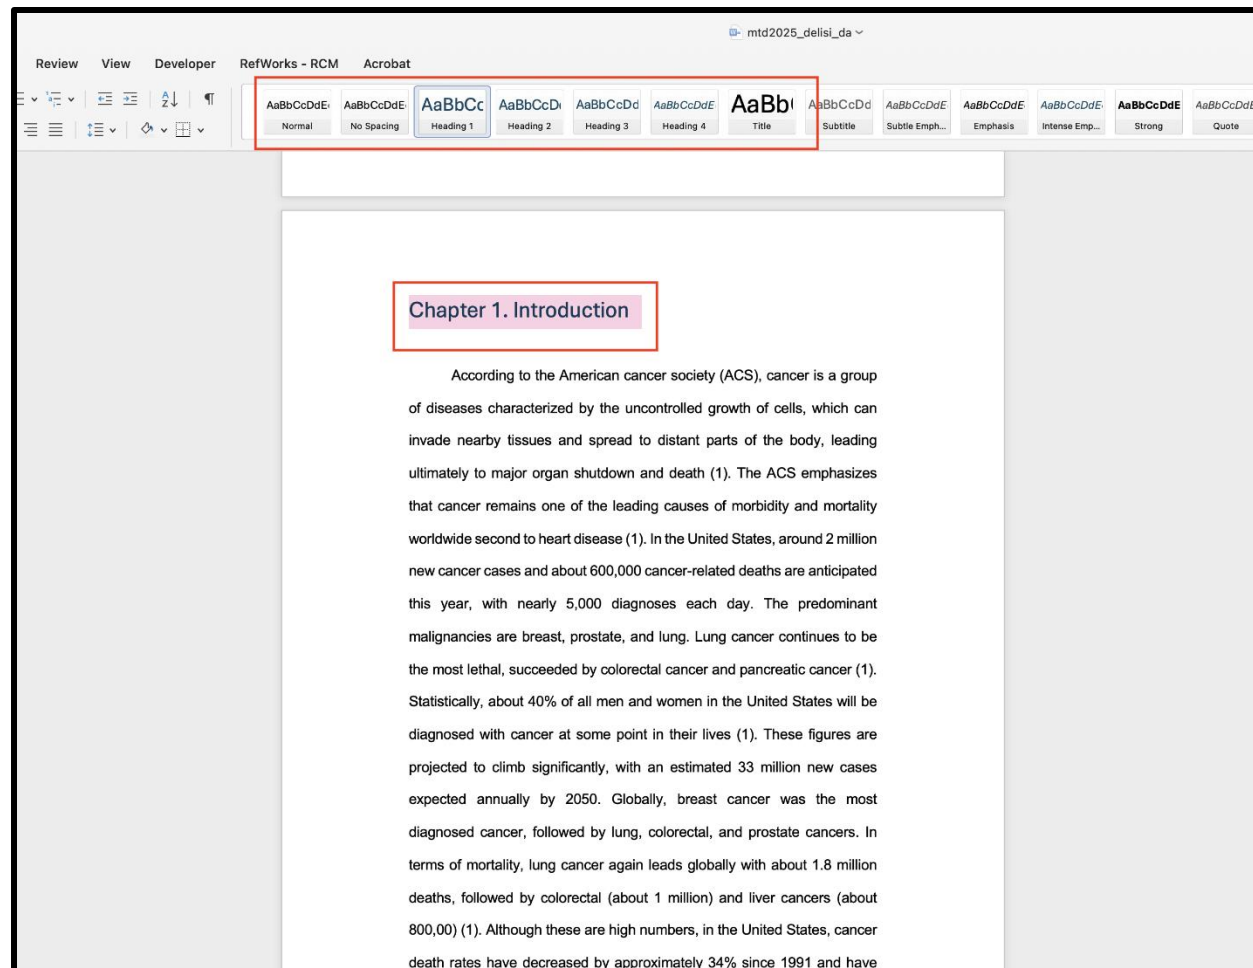 mtd2025_delisi_da
Review View Developer RefWorks - RCM Acrobat
AaBbCcDdE AaBbCcDdE AaBbCc AaBbCcD AaBbCcDd AaBbCcDdE AaBb AaBbCcDd AaBbCcDdE AaBbCcDdE AaBbCcDdE AaBbCcDdE AaBbCcDdE
Normal No Spacing Heading 1 Heading 2 Heading 3 Heading 4 Title Subtitle Subtle Emph... Emphasis Intense Emp... Strong Quote
Chapter 1. Introduction
According to the American cancer society (ACS), cancer is a group
of diseases characterized by the uncontrolled growth of cells, which can
invade nearby tissues and spread to distant parts of the body, leading
ultimately to major organ shutdown and death (1). The ACS emphasizes
that cancer remains one of the leading causes of morbidity and mortality
worldwide second to heart disease (1). In the United States, around 2 million
new cancer cases and about 600,000 cancer-related deaths are anticipated
this year, with nearly 5,000 diagnoses each day. The predominant
malignancies are breast, prostate, and lung. Lung cancer continues to be
the most lethal, succeeded by colorectal cancer and pancreatic cancer (1).
Statistically, about 40% of all men and women in the United States will be
diagnosed with cancer at some point in their lives (1). These figures are
projected to climb significantly, with an estimated 33 million new cases
expected annually by 2050. Globally, breast cancer was the most
diagnosed cancer, followed by lung, colorectal, and prostate cancers. In
terms of mortality, lung cancer again leads globally with about 1.8 million
deaths, followed by colorectal (about 1 million) and liver cancers (about
800,00) (1). Although these are high numbers, in the United States, cancer
death rates have decreased by approximately 34% since 1991 and have